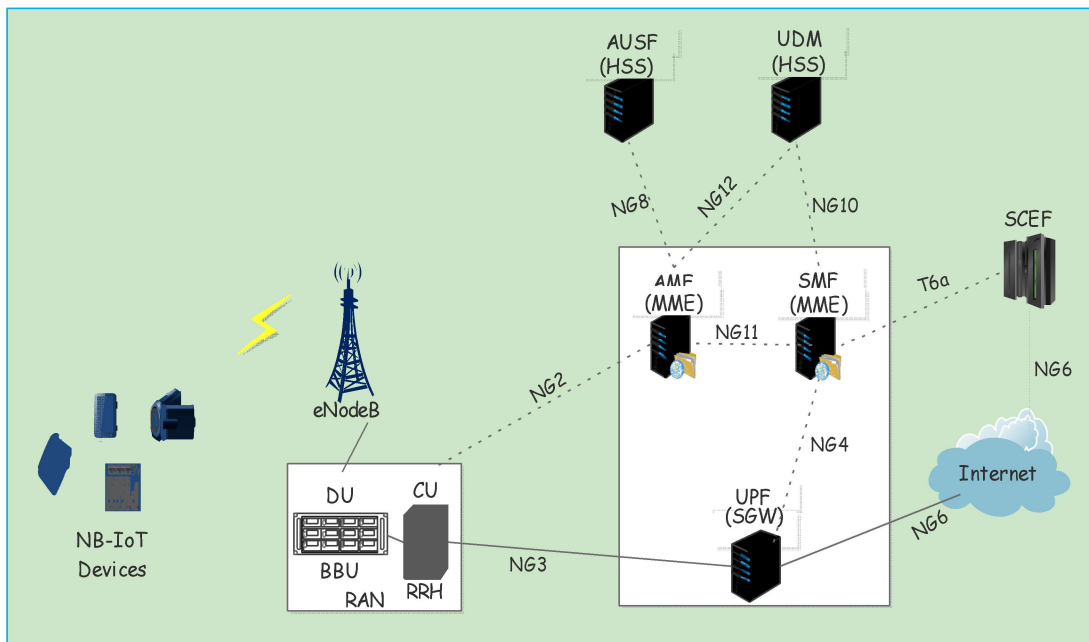 AUSF
(HSS)
UDM
(HSS)
NG8
NG12
NG10
SCEF
AMF
(MME)
SMF
(MME)
T6a
NG11
NG2
NG6
eNodeB
NG4
Internet
DU
CU
UPF
(SGW)
NG6
NB-IoT
Devices
BBU
RRH
RAN
NG3